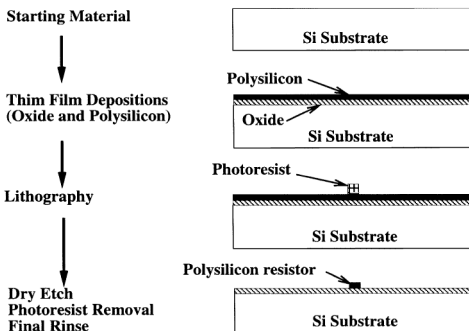 Starting Material
Si Substrate
Polysilicon
Thim Film Depositions
(Oxide and Polysilicon)
Oxide
Si Substrate
Photoresist
Lithography
Si Substrate
Polysilicon resistor
Dry Etch
Photoresist Removal
Final Rinse
Si Substrate